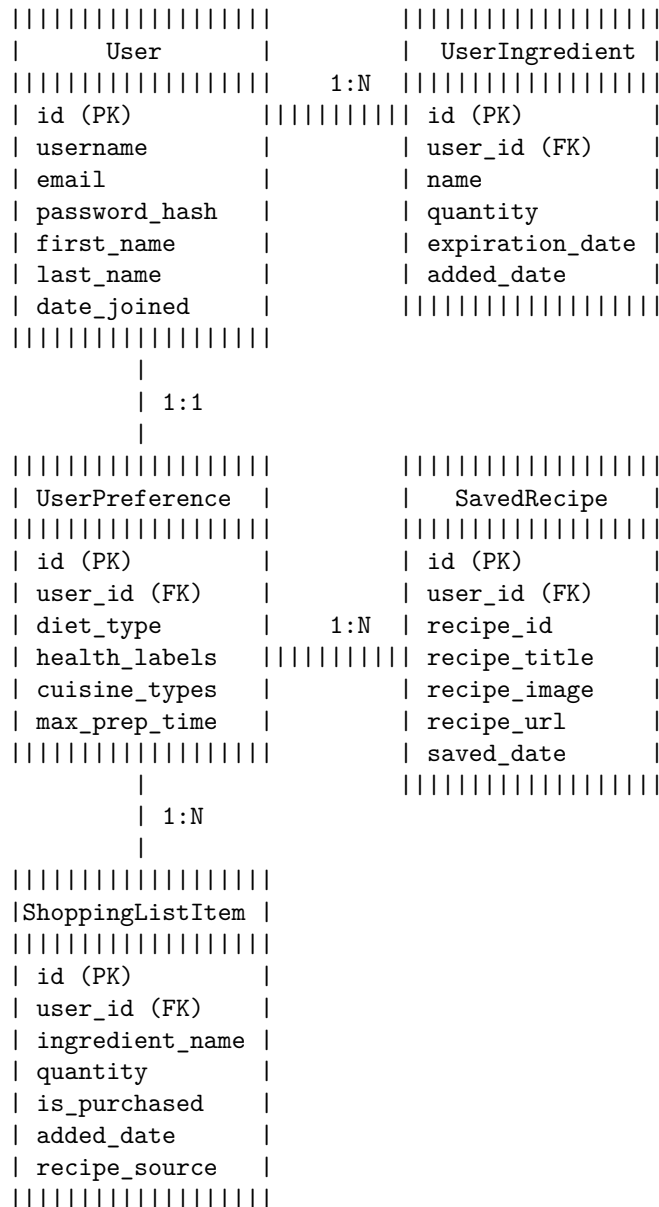 ||||||||||||||||||| |||||||||||||||||||
| User | | UserIngredient |
||||||||||||||||||| 1:N |||||||||||||||||||
| id (PK) ||||||||||| id (PK) |
| username | | user_id (FK) |
| email | | name |
| password_hash | | quantity |
| first_name | | expiration_date |
| last_name | | added_date |
| date_joined | |||||||||||||||||||
|||||||||||||||||||
|
| 1:1
|
||||||||||||||||||| |||||||||||||||||||
| UserPreference | | SavedRecipe |
||||||||||||||||||| |||||||||||||||||||
| id (PK) | | id (PK) |
| user_id (FK) | | user_id (FK) |
| diet_type | 1:N | recipe_id |
| health_labels ||||||||||| recipe_title |
| cuisine_types | | recipe_image |
| max_prep_time | | recipe_url |
||||||||||||||||||| | saved_date |
| |||||||||||||||||||
| 1:N
|
|||||||||||||||||||
|ShoppingListItem |
|||||||||||||||||||
| id (PK) |
| user_id (FK) |
| ingredient_name |
| quantity |
| is_purchased |
| added_date |
| recipe_source |
|||||||||||||||||||